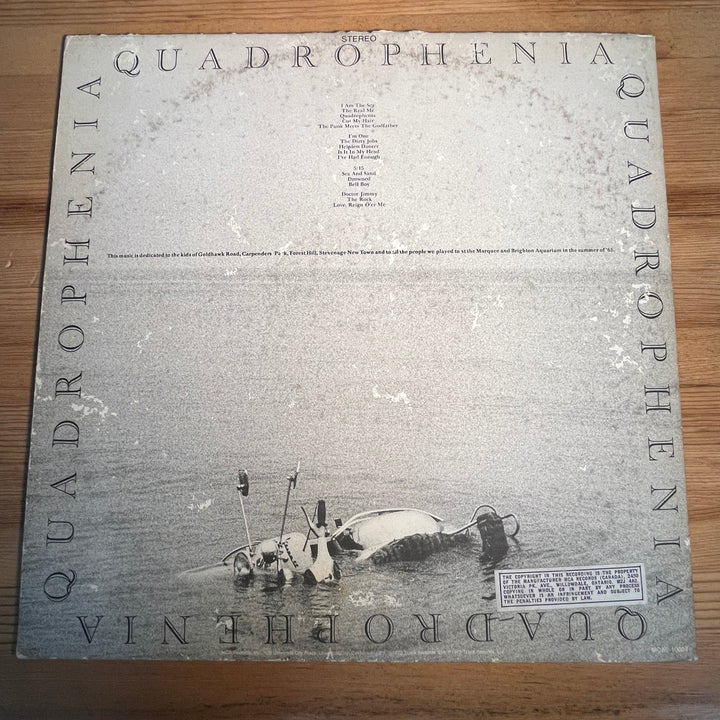 STEREO
QUADROPHENIA
I Am The Sea
The Real Me
Quadrophenia
Cut My Hair
The Punk Meets The Godfather
I'm One
The Dirty Jobs
Helpless Dancer
Is It In My Head
I've Had Enough
5:15
Sea And Sand
Drowned
Bell Boy
Doctor Jimmy
The Rock
Love, Reign O'er Me
This music is dedicated to the kids of Goldhawk Road, Carpenders Park, Forest Hill, Stevenage New Town and to all the people we played to at the Marquee and Brighton Aquarium in the summer of '65.
QUADROPHENIA
QUADROPHENIA
THE COPYRIGHT IN THIS RECORDING IS THE PROPERTY
OF THE MANUFACTURER MCA RECORDS (CANADA), 2450
VICTORIA PK. AVE., WILLOWDALE, ONTARIO. M2J 4A2.
COPYING IN WHOLE OR IN PART BY ANY PROCESS
WHATSOEVER IS AN INFRINGEMENT AND SUBJECT TO
THE PENALTIES PROVIDED BY LAW.
QUADROPHENIA